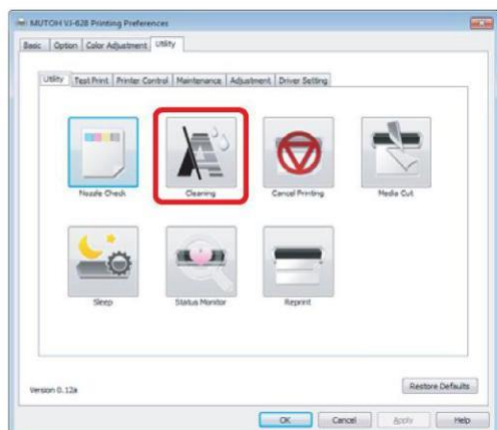 MUTOH VJ-628 Printing Preferences
Basic Option Color Adjustment Utility
Utility Test Print Printer Control Maintenance Adjustment Driver Setting
Nozzle Check Cleaning Cancel Printing Media Cut
Sleep Status Monitor Reprint
Version 0.12a Restore Defaults
OK Cancel Apply Help